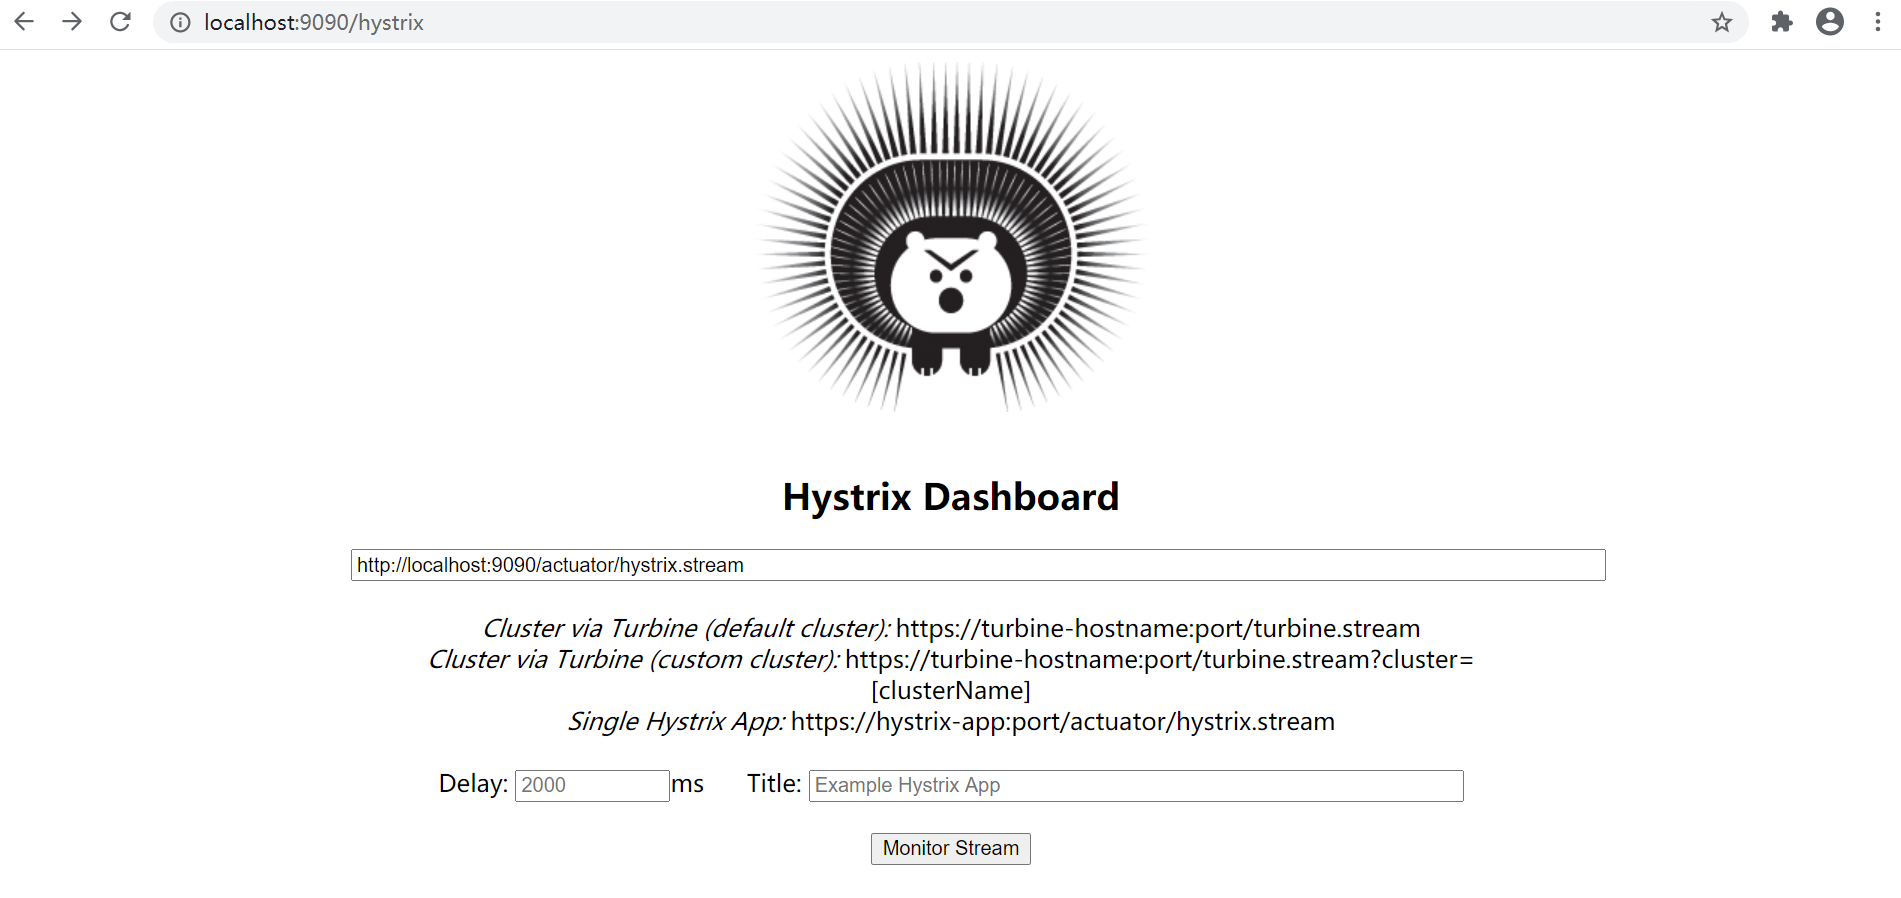 localhost:9090/hystrix
Hystrix Dashboard
http://localhost:9090/actuator/hystrix.stream
Cluster via Turbine (default cluster): https://turbine-hostname:port/turbine.stream
Cluster via Turbine (custom cluster): https://turbine-hostname:port/turbine.stream?cluster=
[clusterName]
Single Hystrix App: https://hystrix-app:port/actuator/hystrix.stream
Delay: 2000 ms Title: Example Hystrix App
Monitor Stream